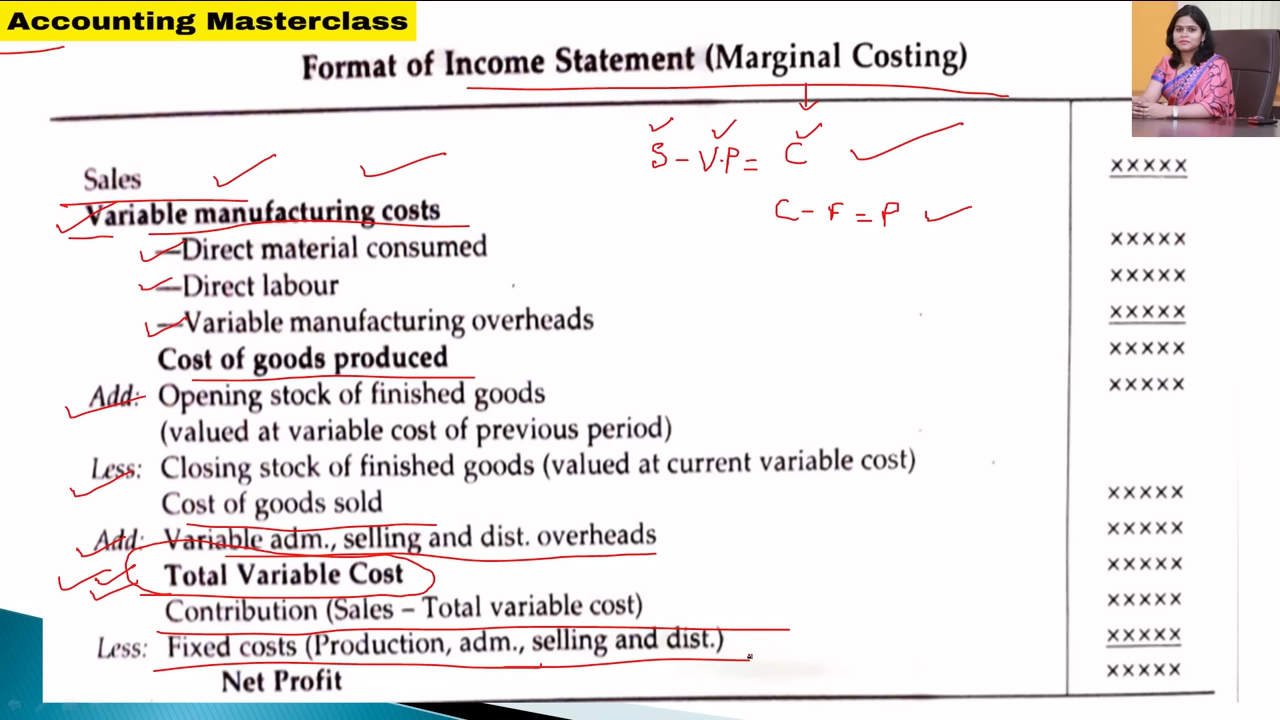 Accounting Masterclass
Format of Income Statement (Marginal Costing)
S - V.P = C
Sales xxxxx
C - F = P
Variable manufacturing costs
—Direct material consumed xxxxx
—Direct labour xxxxx
—Variable manufacturing overheads xxxxx
Cost of goods produced xxxxx
Add: Opening stock of finished goods xxxxx
(valued at variable cost of previous period)
Less: Closing stock of finished goods (valued at current variable cost)
Cost of goods sold xxxxx
Add: Variable adm., selling and dist. overheads xxxxx
Total Variable Cost xxxxx
Contribution (Sales – Total variable cost) xxxxx
Less: Fixed costs (Production, adm., selling and dist.) xxxxx
Net Profit xxxxx